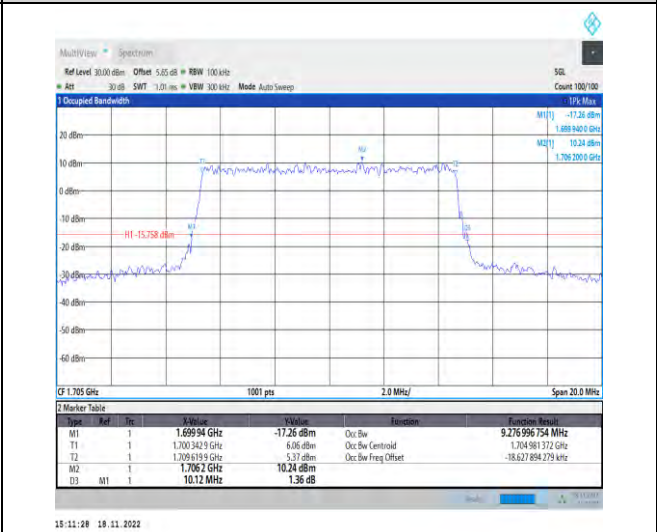 MultiView Spectrum
Ref Level 30.00 dBm Offset 5.85 dB RBW 100 kHz SGL
Att 30 dB SWT 1.01 ms VBW 300 kHz Mode Auto Sweep Count 100/100
1 Occupied Bandwidth 1Pk Max
M1[1] -17.26 dBm
1.699 940 0 GHz
M2[1] 10.24 dBm
1.706 200 0 GHz
20 dBm
M2
T1 T2
10 dBm
0 dBm
-10 dBm
M1 D3
H1 -15.758 dBm
-20 dBm
-30 dBm
-40 dBm
-50 dBm
-60 dBm
CF 1.705 GHz 1001 pts 2.0 MHz/ Span 20.0 MHz
2 Marker Table
Type Ref Trc X-Value Y-Value Function Function Result
M1 1 1.699 94 GHz -17.26 dBm Occ Bw 9.276 996 754 MHz
T1 1 1.700 342 9 GHz 6.06 dBm Occ Bw Centroid 1.704 981 372 GHz
T2 1 1.709 619 9 GHz 5.37 dBm Occ Bw Freq Offset -18.627 894 279 kHz
M2 1 1.706 2 GHz 10.24 dBm
D3 M1 1 10.12 MHz 1.36 dB
15:11:28 18.11.2022